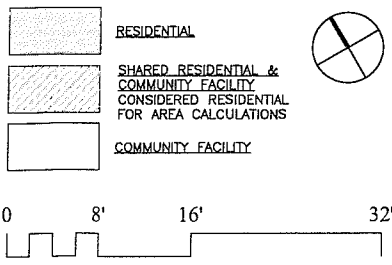 RESIDENTIAL
SHARED RESIDENTIAL &
COMMUNITY FACILITY
CONSIDERED RESIDENTIAL
FOR AREA CALCULATIONS
COMMUNITY FACILITY
0 8' 16' 32'